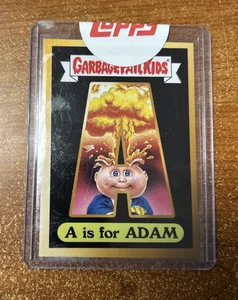 TOPPS
GARBAGE PAIL KIDS
A
A is for ADAM